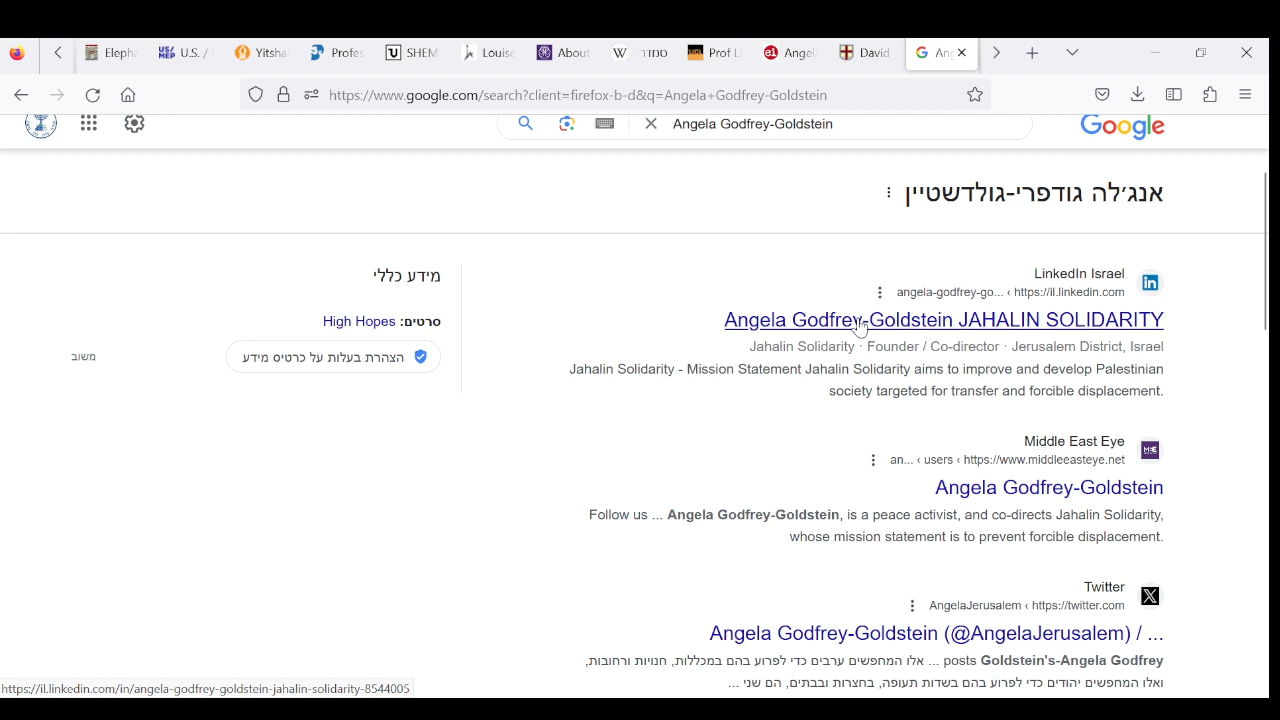 Eleph
U.S. /
Yitsha
Profes
SHEM
Louise
About
סתדר
Prof L
Angel
David
Ang
https://www.google.com/search?client=firefox-b-d&q=Angela+Godfrey-Goldstein
Angela Godfrey-Goldstein
Google
אנג׳לה גודפרי-גולדשטיין
LinkedIn Israel
angela-godfrey-go... ‹ https://il.linkedin.com
Angela Godfrey-Goldstein JAHALIN SOLIDARITY
Jahalin Solidarity · Founder / Co-director · Jerusalem District, Israel
Jahalin Solidarity - Mission Statement Jahalin Solidarity aims to improve and develop Palestinian
society targeted for transfer and forcible displacement.
Middle East Eye
an... ‹ users ‹ https://www.middleeasteye.net
Angela Godfrey-Goldstein
Follow us ... Angela Godfrey-Goldstein, is a peace activist, and co-directs Jahalin Solidarity,
whose mission statement is to prevent forcible displacement.
Twitter
AngelaJerusalem ‹ https://twitter.com
Angela Godfrey-Goldstein (@AngelaJerusalem) / ...
posts Goldstein's-Angela Godfrey ... אלו המחפשים ערבים כדי לפרוע בהם במכללות, חנויות ורחובות,
ואלו המחפשים יהודים כדי לפרוע בהם בשדות תעופה, בחצרות ובבתים, הם שני ...
מידע כללי
סרטים: High Hopes
הצהרת בעלות על כרטיס מידע
משוב
https://il.linkedin.com/in/angela-godfrey-goldstein-jahalin-solidarity-8544005